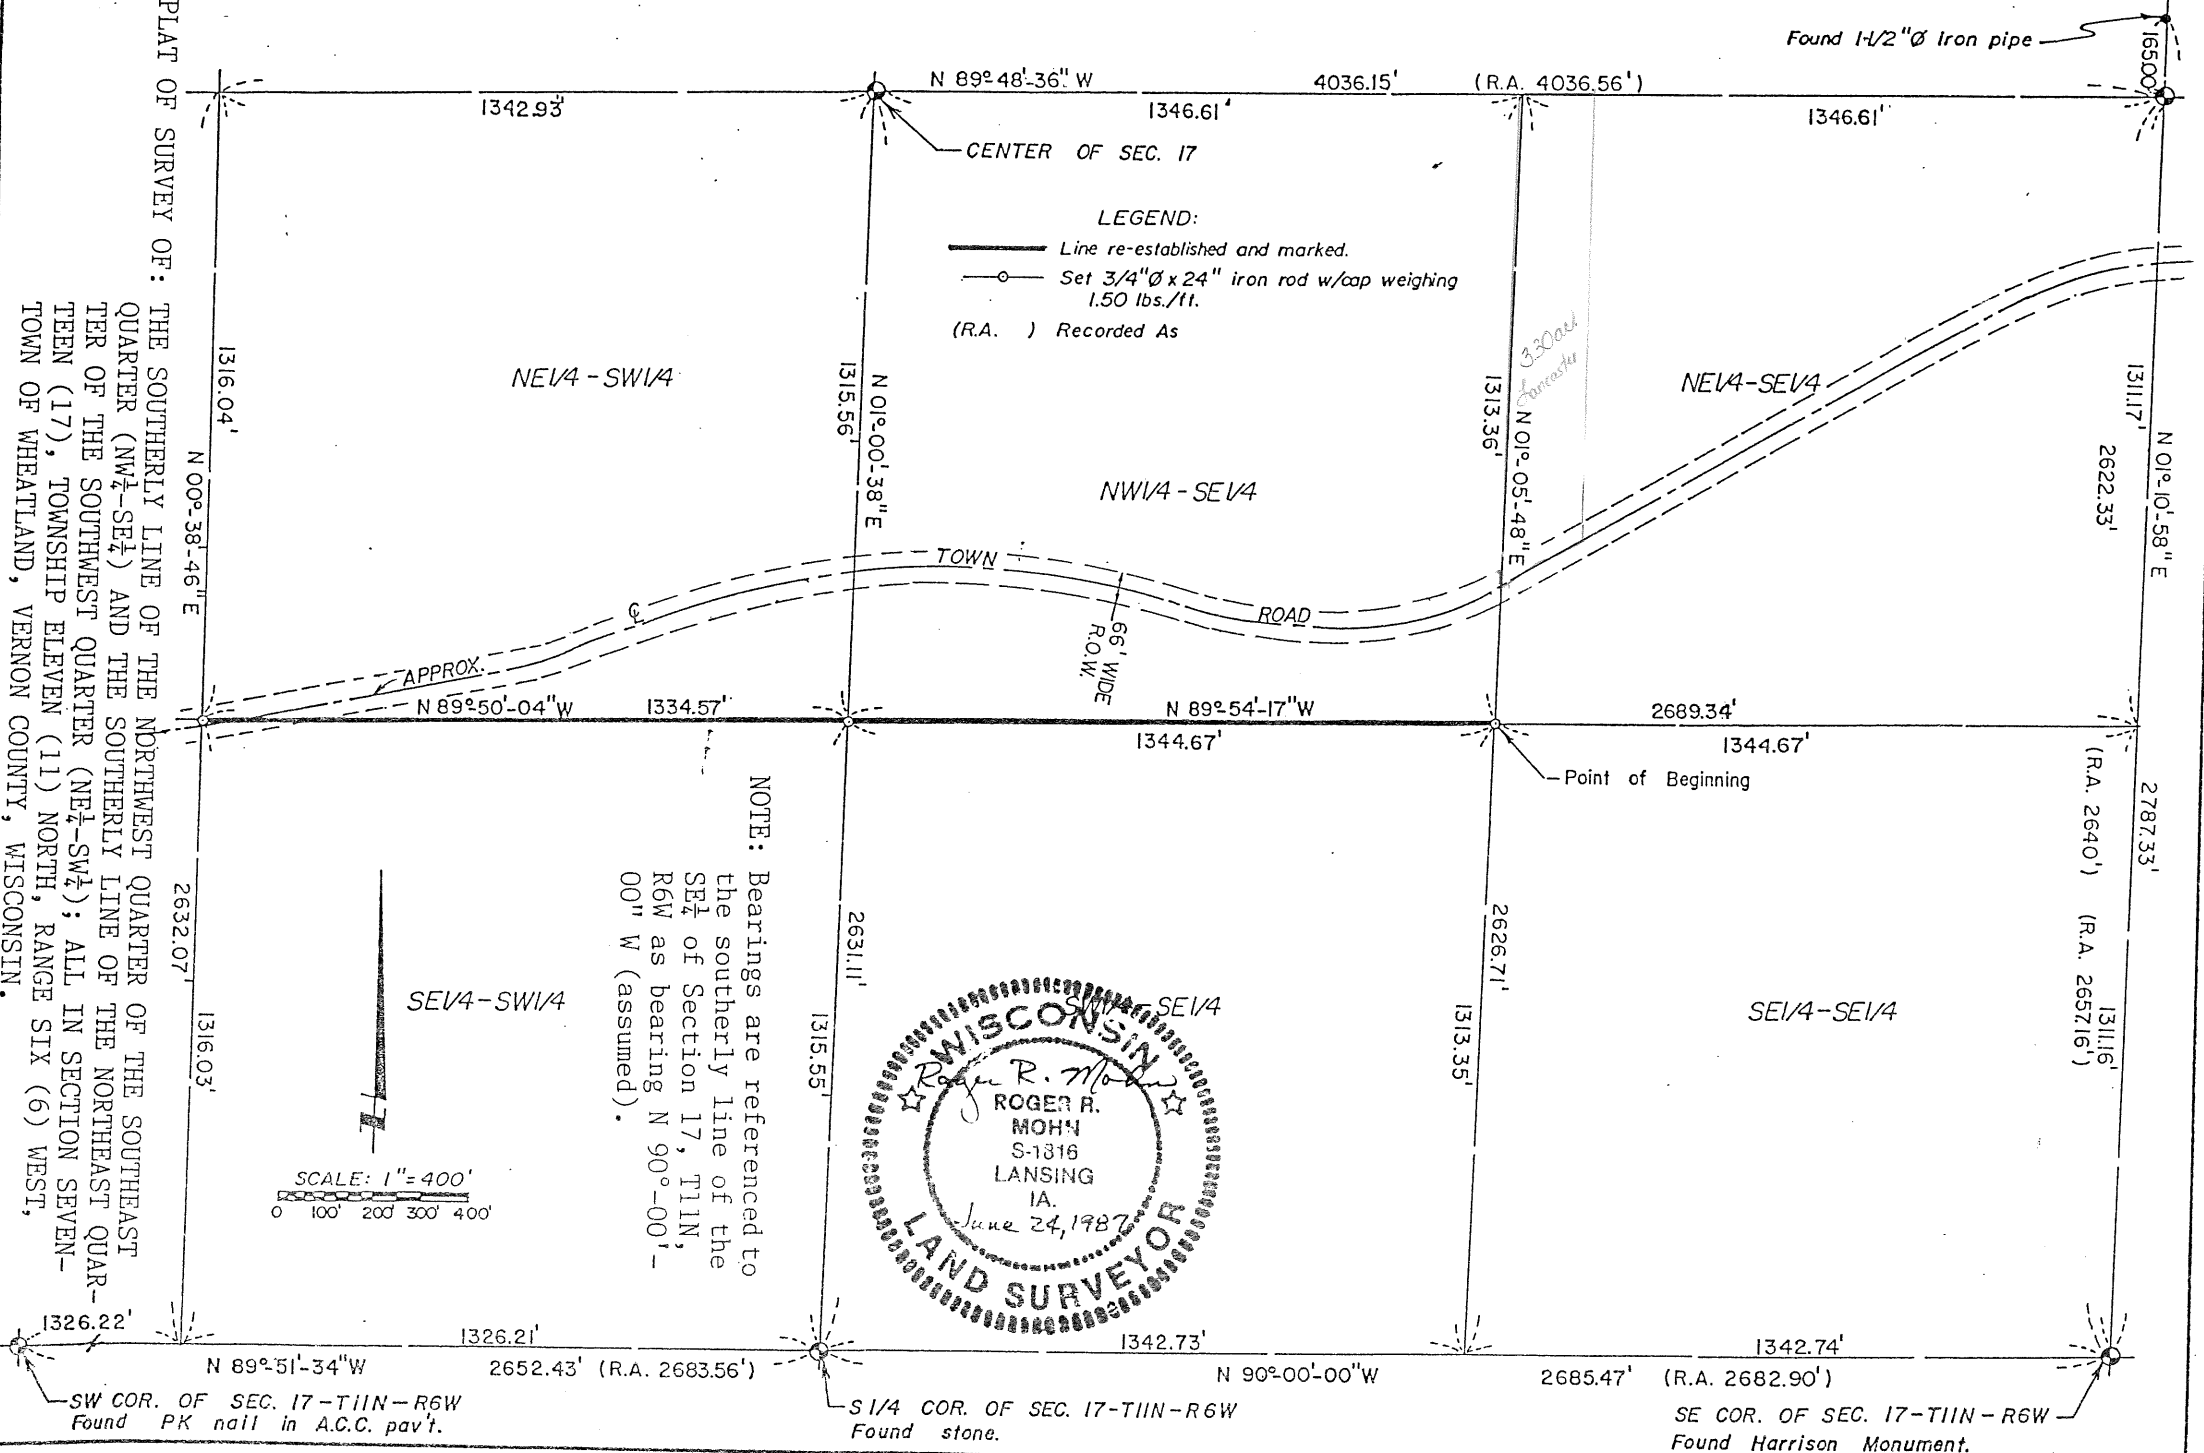 Found 1-1/2"Ø iron pipe
165.00'
N 89°-48'-36" W
4036.15'
(R.A. 4036.56')
1342.93'
1346.61'
1346.61'
CENTER OF SEC. 17
LEGEND:
Line re-established and marked.
Set 3/4"Ø x 24" iron rod w/cap weighing
1.50 lbs./ft.
(R.A. ) Recorded As
1316.04'
N 00°-38'-46" E
NE1/4-SW1/4
1315.56'
N 01°-00'-38" E
NW1/4-SE1/4
1313.36'
N 01°-05'-48" E
330
Lancaster
NE1/4-SE1/4
1311.17'
2622.33'
N 01°-10'-58" E
TOWN
ROAD
℄
APPROX.
66' WIDE
R.O.W.
N 89°50'-04" W
1334.57'
N 89°-54'-17" W
1344.67'
2689.34'
1344.67'
Point of Beginning
(R.A. 2640')
(R.A. 2657.16')
2787.33'
1311.16'
2632.07'
1316.03'
SE1/4-SW1/4
SCALE: 1"=400'
0 100' 200' 300' 400'
NOTE: Bearings are referenced to
the southerly line of the
SE¼ of Section 17, T11N,
R6W as bearing N 90°-00'-
00" W (assumed).
2631.11'
1315.55'
SW1/4-SE1/4
WISCONSIN
Roger R. Mohn
ROGER R.
MOHN
S-1816
LANSING
IA.
June 24, 1987
LAND SURVEYOR
2626.71'
1313.35'
SE1/4-SE1/4
1326.22'
1326.21'
1342.73'
1342.74'
N 89°-51'-34" W
2652.43' (R.A. 2683.56')
N 90°-00'-00" W
2685.47' (R.A. 2682.90')
SW COR. OF SEC. 17-T11N-R6W
Found PK nail in A.C.C. pav't.
S 1/4 COR. OF SEC. 17-T11N-R6W
Found stone.
SE COR. OF SEC. 17-T11N-R6W
Found Harrison Monument.
PLAT OF SURVEY OF: THE SOUTHERLY LINE OF THE NORTHWEST QUARTER OF THE SOUTHEAST
QUARTER (NW¼-SE¼) AND THE SOUTHERLY LINE OF THE NORTHEAST QUAR-
TER OF THE SOUTHWEST QUARTER (NE¼-SW¼); ALL IN SECTION SEVEN-
TEEN (17), TOWNSHIP ELEVEN (11) NORTH, RANGE SIX (6) WEST,
TOWN OF WHEATLAND, VERNON COUNTY, WISCONSIN.